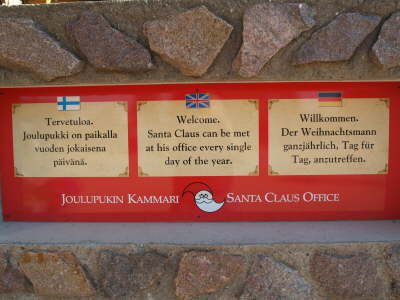 Tervetuloa.
Joulupukki on paikalla
vuoden jokaisena
päivänä.
Welcome.
Santa Claus can be met
at his office every single
day of the year.
Willkommen.
Der Weihnachtsmann
ganzjährlich, Tag für
Tag, anzutreffen.
JOULUPUKIN KAMMARI SANTA CLAUS OFFICE